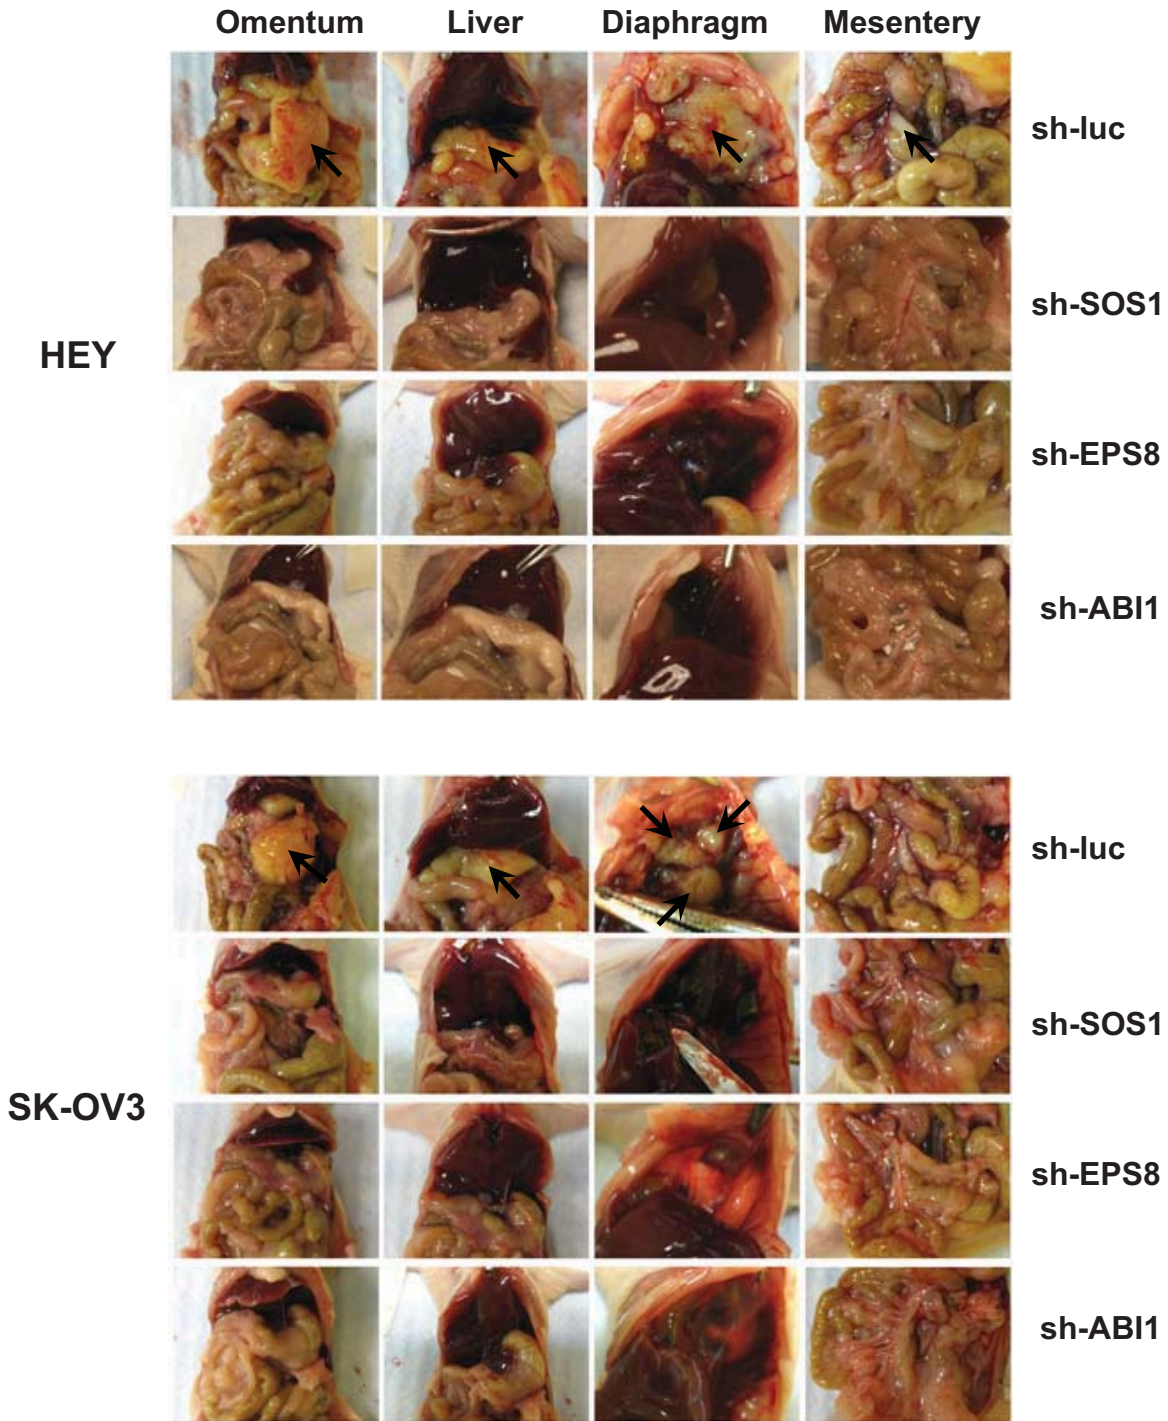 Omentum Liver Diaphragm Mesentery
sh-luc
sh-SOS1
HEY
sh-EPS8
sh-ABI1
sh-luc
sh-SOS1
SK-OV3
sh-EPS8
sh-ABI1